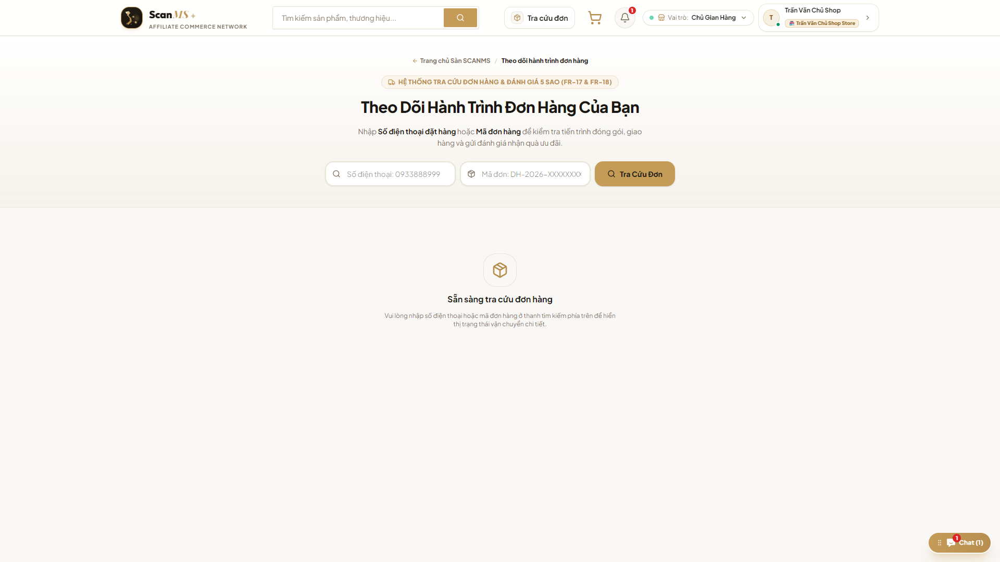 ScanMS
AFFILIATE COMMERCE NETWORK
Tìm kiếm sản phẩm, thương hiệu...
Tra cứu đơn
1
Vai trò: Chủ Gian Hàng
T
Trần Văn Chủ Shop
Trần Văn Chủ Shop Store
← Trang chủ Sàn SCANMS / Theo dõi hành trình đơn hàng
HỆ THỐNG TRA CỨU ĐƠN HÀNG & ĐÁNH GIÁ 5 SAO (FR-17 & FR-18)
Theo Dõi Hành Trình Đơn Hàng Của Bạn
Nhập Số điện thoại đặt hàng hoặc Mã đơn hàng để kiểm tra tiến trình đóng gói, giao
hàng và gửi đánh giá nhận quà ưu đãi.
Số điện thoại: 0933888999
Mã đơn: DH-2026-XXXXXXXX
Tra Cứu Đơn
Sẵn sàng tra cứu đơn hàng
Vui lòng nhập số điện thoại hoặc mã đơn hàng ở thanh tìm kiếm phía trên để hiển
thị trạng thái vận chuyển chi tiết.
1
Chat (1)